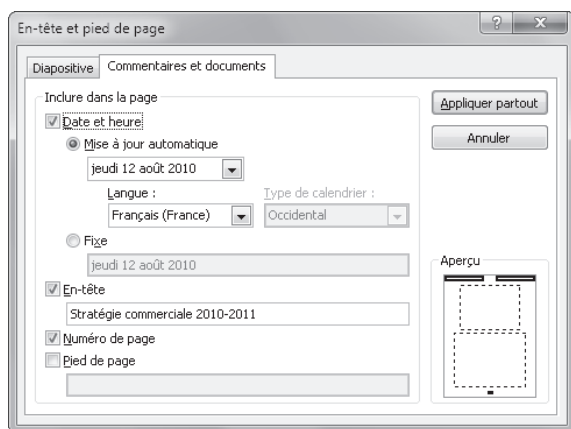 En-tête et pied de page
Diapositive Commentaires et documents
Inclure dans la page
Date et heure
Mise à jour automatique
jeudi 12 août 2010
Langue : Type de calendrier :
Français (France) Occidental
Fixe
jeudi 12 août 2010
En-tête
Stratégie commerciale 2010-2011
Numéro de page
Pied de page
Appliquer partout
Annuler
Aperçu